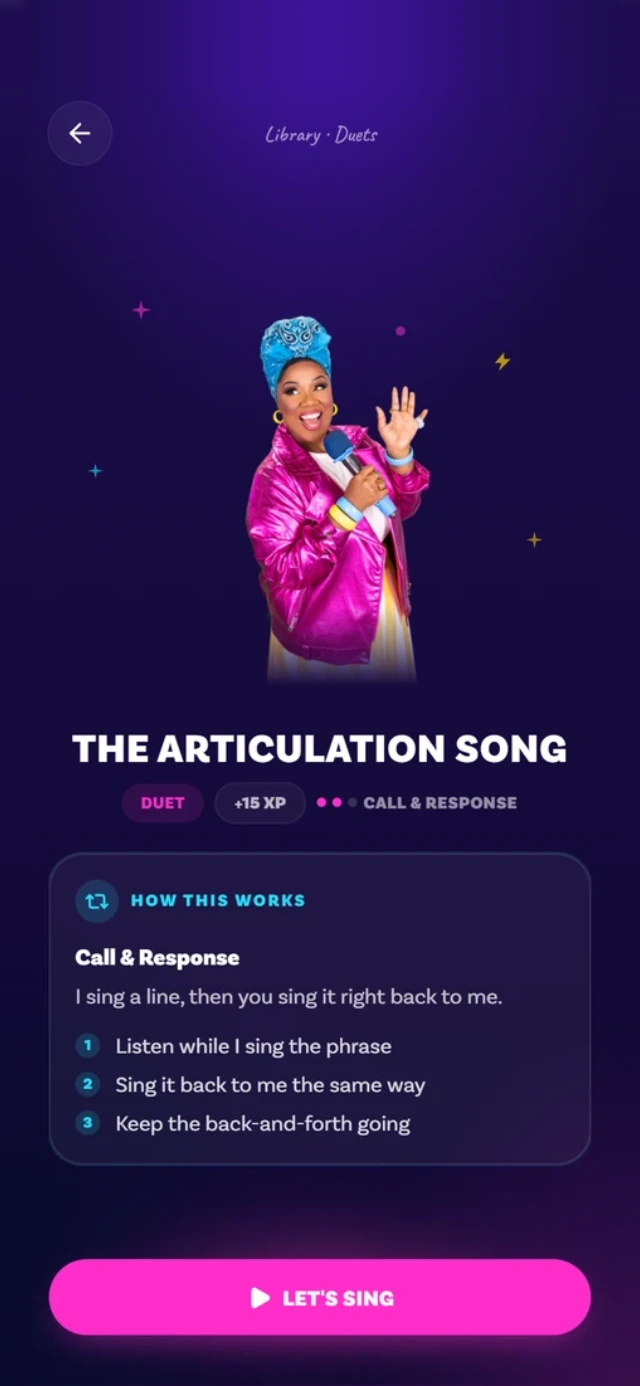 Library · Duets
THE ARTICULATION SONG
DUET
+15 XP
CALL & RESPONSE
HOW THIS WORKS
Call & Response
I sing a line, then you sing it right back to me.
1 Listen while I sing the phrase
2 Sing it back to me the same way
3 Keep the back-and-forth going
LET'S SING